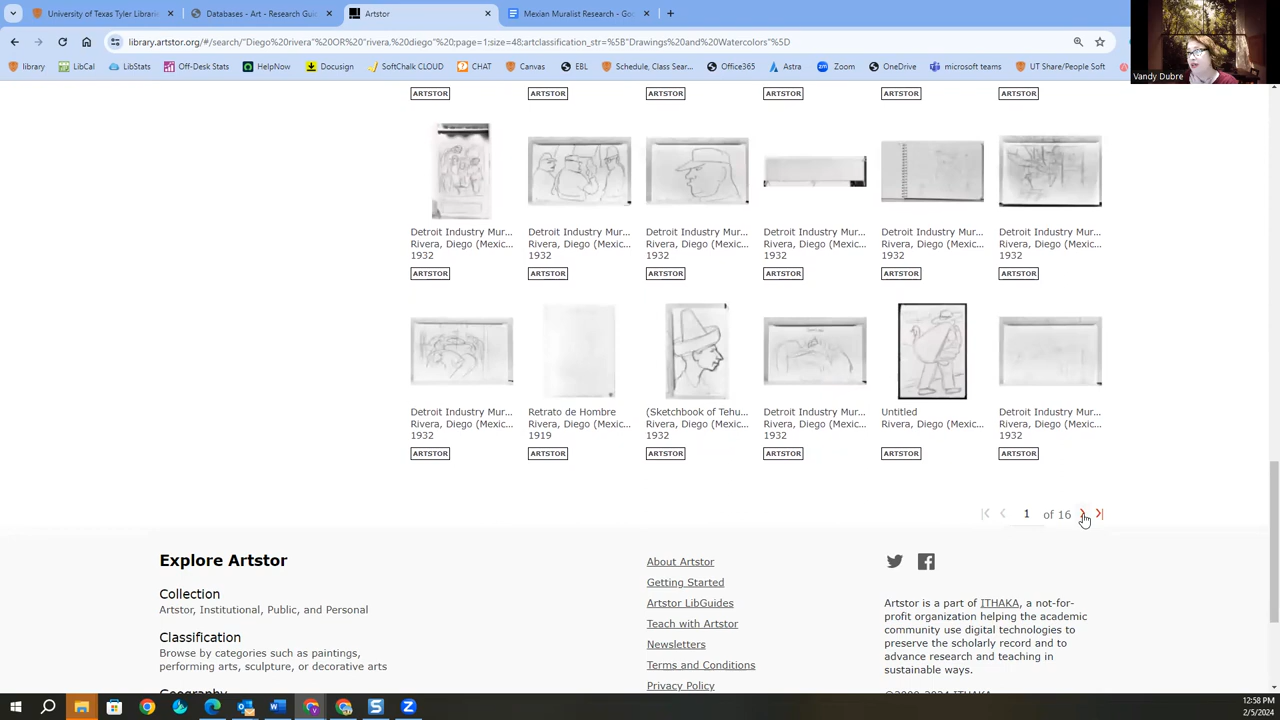 University of Texas Tyler Librar
Databases - Art - Research Gui
Artstor
Mexian Muralist Research - Go
library.artstor.org/#/search/"Diego%20rivera"%20OR%20"rivera,%20diego";page=1;size=48;artclassification_str=%5B"Drawings%20and%20Watercolors"%5D
library
LibCal
LibStats
Off-Desk Stats
HelpNow
Docusign
SoftChalk CLOUD
CHAT
Canvas
EBL
Schedule, Class Sear...
Office365
Astra
Zoom
OneDrive
microsoft teams
UT Share/People Soft
Vandy Dubre
ARTSTOR ARTSTOR ARTSTOR ARTSTOR ARTSTOR ARTSTOR
Detroit Industry Mur... Detroit Industry Mur... Detroit Industry Mur... Detroit Industry Mur... Detroit Industry Mur... Detroit Industry Mur...
Rivera, Diego (Mexic... Rivera, Diego (Mexic... Rivera, Diego (Mexic... Rivera, Diego (Mexic... Rivera, Diego (Mexic... Rivera, Diego (Mexic...
1932 1932 1932 1932 1932 1932
ARTSTOR ARTSTOR ARTSTOR ARTSTOR ARTSTOR ARTSTOR
Detroit Industry Mur... Retrato de Hombre (Sketchbook of Tehu... Detroit Industry Mur... Untitled Detroit Industry Mur...
Rivera, Diego (Mexic... Rivera, Diego (Mexic... Rivera, Diego (Mexic... Rivera, Diego (Mexic... Rivera, Diego (Mexic... Rivera, Diego (Mexic...
1932 1919 1932 1932 1932
ARTSTOR ARTSTOR ARTSTOR ARTSTOR ARTSTOR ARTSTOR
1 of 16
Explore Artstor
Collection
Artstor, Institutional, Public, and Personal
Classification
Browse by categories such as paintings,
performing arts, sculpture, or decorative arts
Geography
About Artstor
Getting Started
Artstor LibGuides
Teach with Artstor
Newsletters
Terms and Conditions
Privacy Policy
Artstor is a part of ITHAKA, a not-for-
profit organization helping the academic
community use digital technologies to
preserve the scholarly record and to
advance research and teaching in
sustainable ways.
©2000-2024 ITHAKA
12:58 PM
2/5/2024